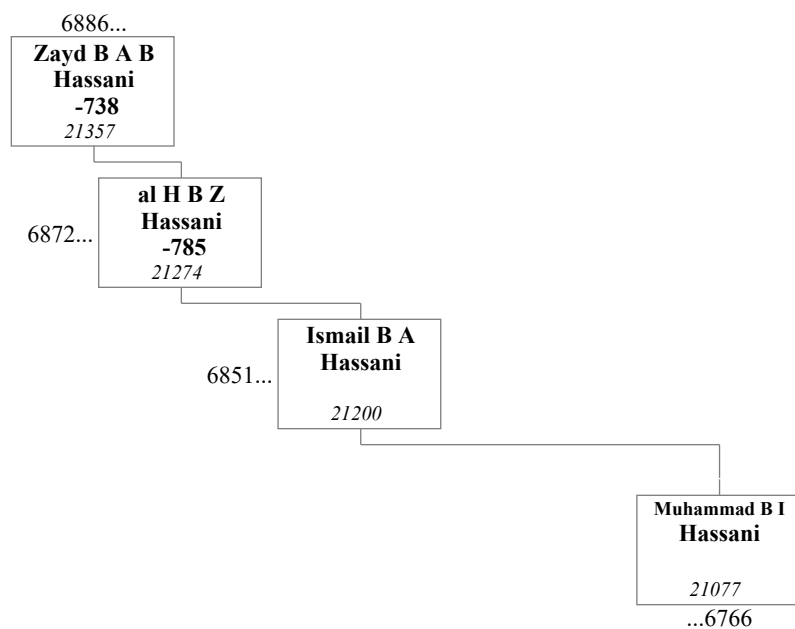 6886...
Zayd B A B
Hassani
-738
21357
al H B Z
Hassani
-785
21274
6872...
Ismail B A
Hassani
21200
6851...
Muhammad B I
Hassani
21077
...6766